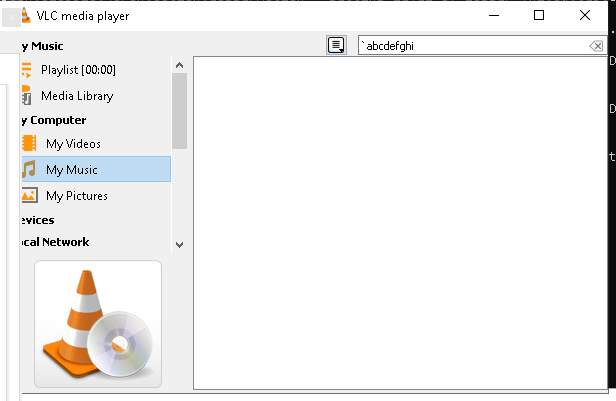 VLC media player
y Music
`abcdefghi
Playlist [00:00]
Media Library
y Computer
My Videos
My Music
My Pictures
evices
ocal Network
D
D
t